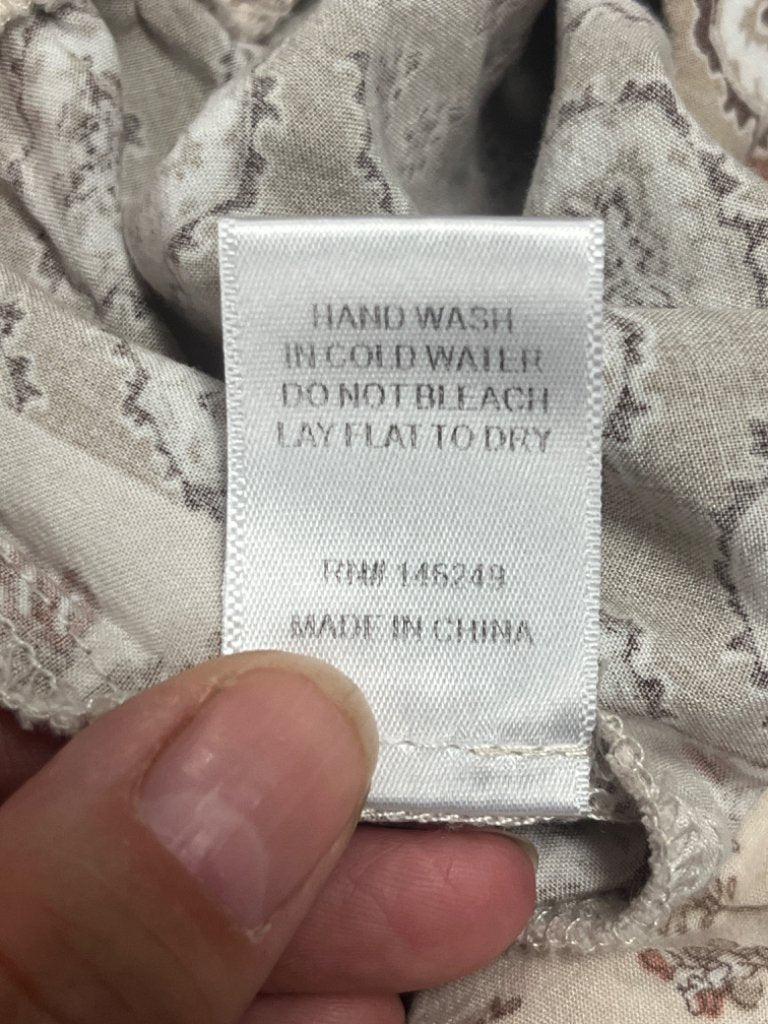 HAND WASH
IN COLD WATER
DO NOT BLEACH
LAY FLAT TO DRY
RN# 146249
MADE IN CHINA